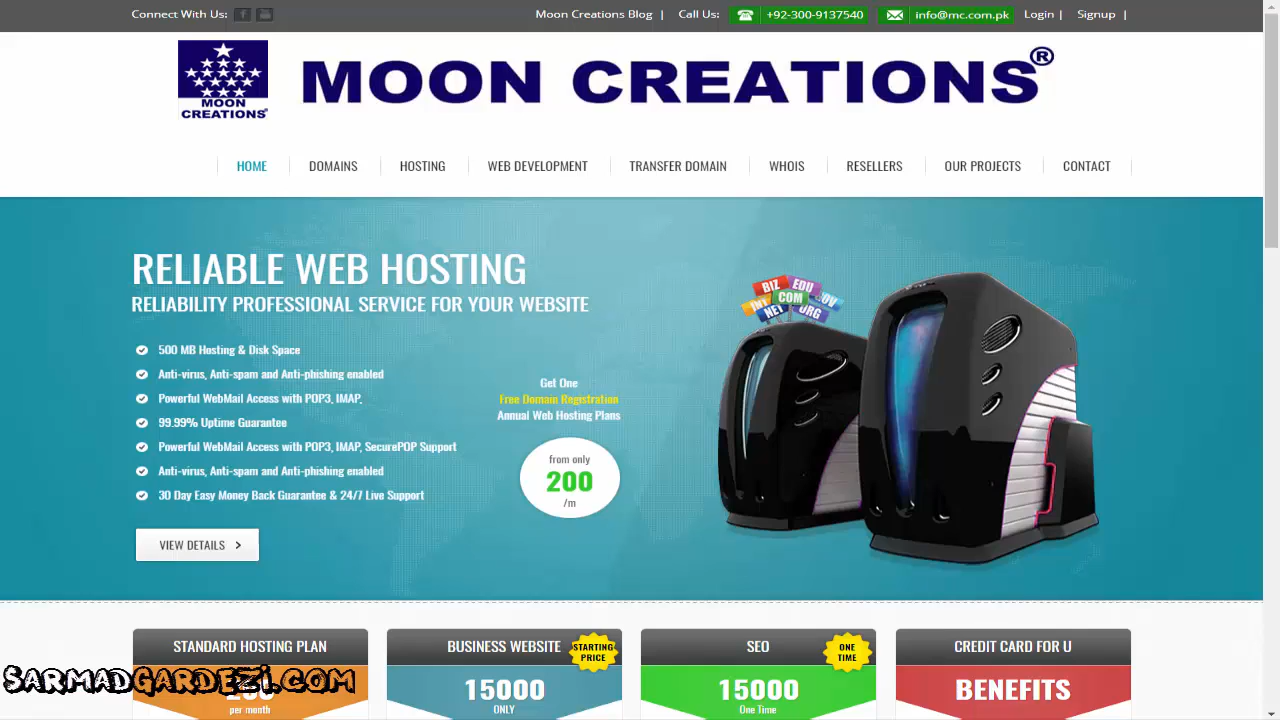 Connect With Us:
Moon Creations Blog | Call Us: +92-300-9137540 info@mc.com.pk Login | Signup |
MOON CREATIONS®
MOON
CREATIONS®
HOME DOMAINS HOSTING WEB DEVELOPMENT TRANSFER DOMAIN WHOIS RESELLERS OUR PROJECTS CONTACT
RELIABLE WEB HOSTING
RELIABILITY PROFESSIONAL SERVICE FOR YOUR WEBSITE
500 MB Hosting & Disk Space
Anti-virus, Anti-spam and Anti-phishing enabled
Powerful WebMail Access with POP3, IMAP,
99.99% Uptime Guarantee
Powerful WebMail Access with POP3, IMAP, SecurePOP Support
Anti-virus, Anti-spam and Anti-phishing enabled
30 Day Easy Money Back Guarantee & 24/7 Live Support
VIEW DETAILS >
Get One
Free Domain Registration
Annual Web Hosting Plans
from only
200
/m
BIZ EDU
COM GOV
NET ORG
STANDARD HOSTING PLAN
per month
BUSINESS WEBSITE
STARTING
PRICE
15000
ONLY
SEO
ONE
TIME
15000
One Time
CREDIT CARD FOR U
BENEFITS
SARMADGARDEZI.COM